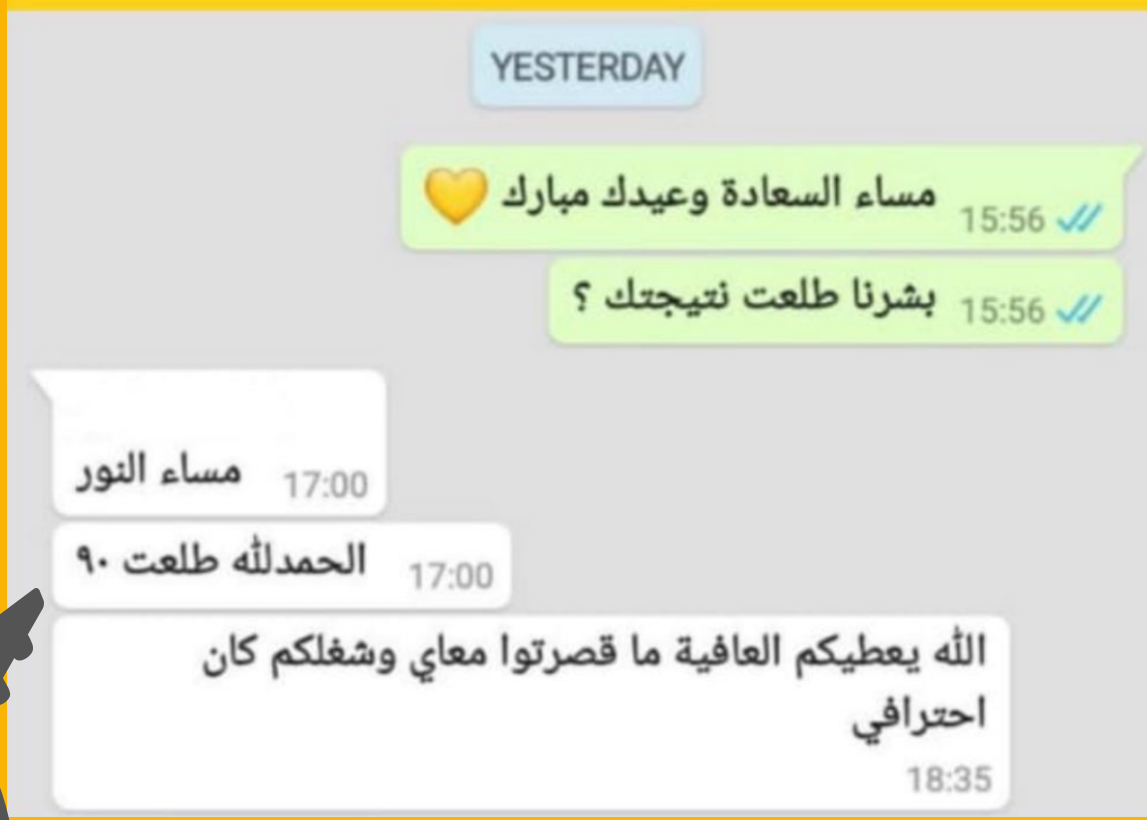 YESTERDAY
مساء السعادة وعيدك مبارك 💛
15:56
بشرنا طلعت نتيجتك ؟
15:56
مساء النور
17:00
الحمدلله طلعت ٩٠
17:00
الله يعطيكم العافية ما قصرتوا معاي وشغلكم كان
احترافي
18:35